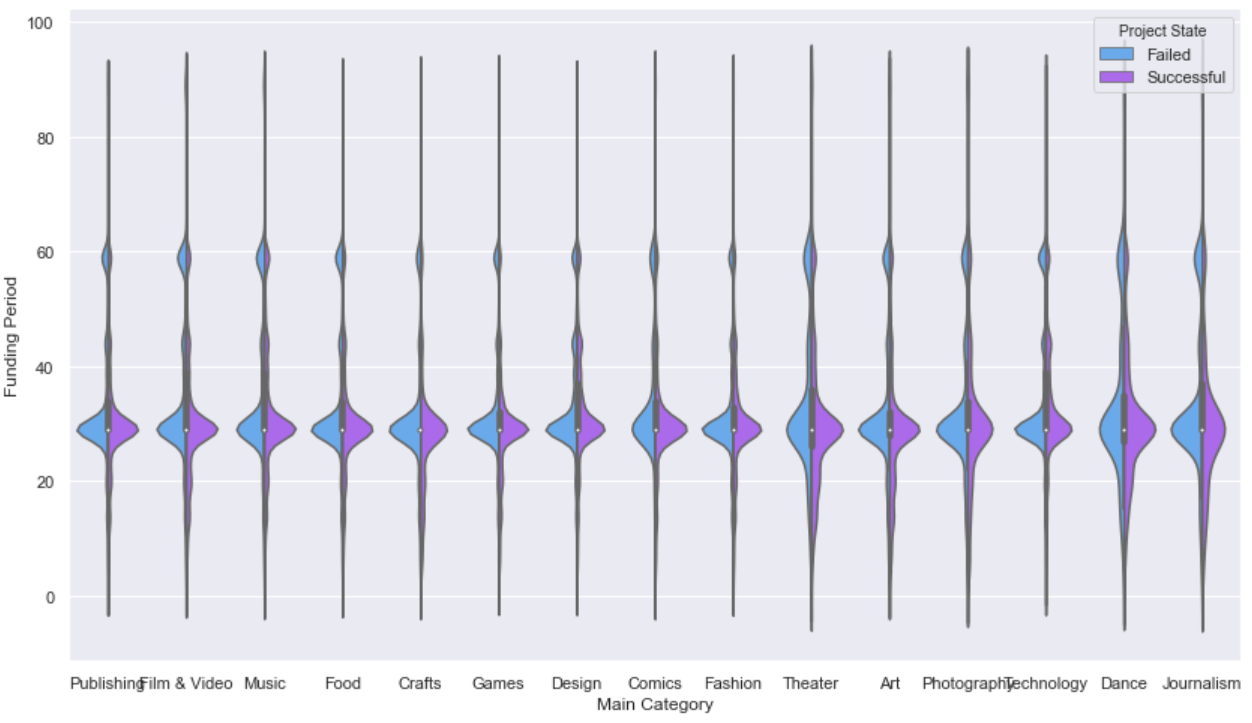 100
80
60
40
20
0
Funding Period
Project State
Failed
Successful
Publishing Film & Video Music Food Crafts Games Design Comics Fashion Theater Art Photography Technology Dance Journalism
Main Category